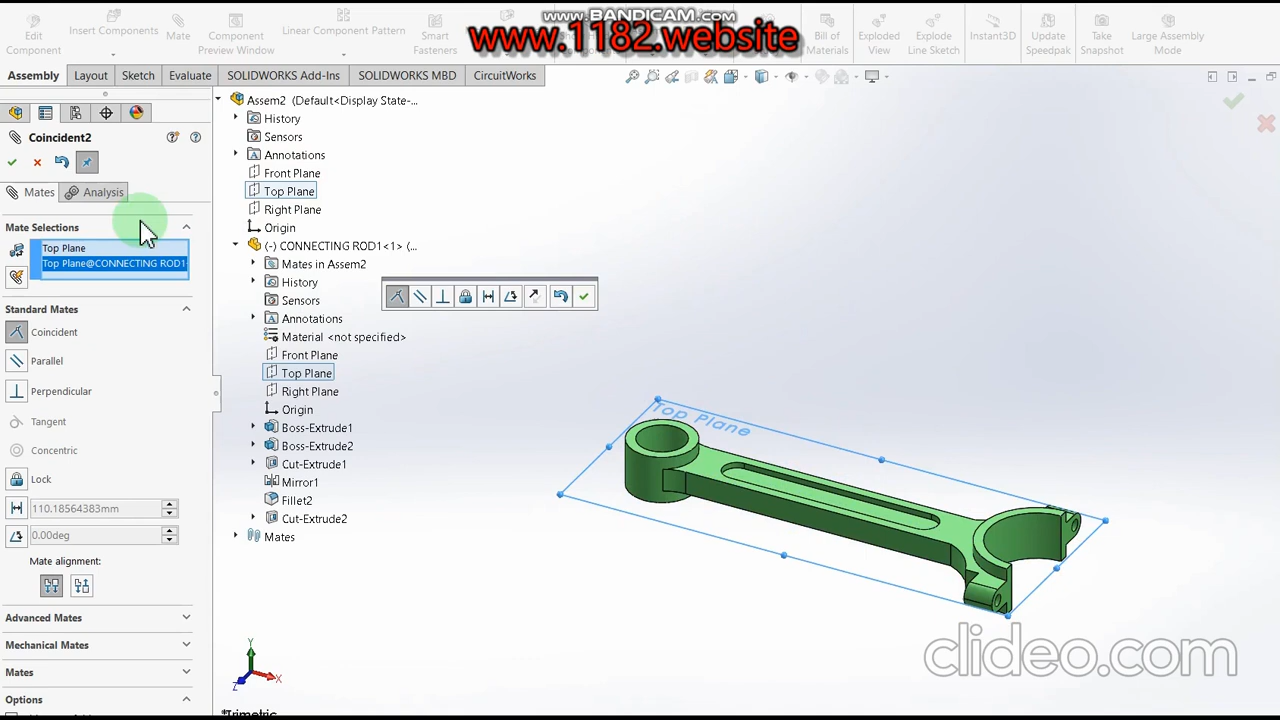 www.BANDICAM.com
www.1182.website
Edit Component
Insert Components
Mate
Component Preview Window
Linear Component Pattern
Smart Fasteners
Bill of Materials
Exploded View
Explode Line Sketch
Instant3D
Update Speedpak
Take Snapshot
Large Assembly Mode
Assembly
Layout
Sketch
Evaluate
SOLIDWORKS Add-Ins
SOLIDWORKS MBD
CircuitWorks
Coincident2
Mates
Analysis
Mate Selections
Top Plane
Top Plane@CONNECTING ROD1
Standard Mates
Coincident
Parallel
Perpendicular
Tangent
Concentric
Lock
110.18564383mm
0.00deg
Mate alignment:
Advanced Mates
Mechanical Mates
Mates
Options
Assem2 (Default<Display State-...
History
Sensors
Annotations
Front Plane
Top Plane
Right Plane
Origin
(-) CONNECTING ROD1<1> (...
Mates in Assem2
History
Sensors
Annotations
Material <not specified>
Front Plane
Top Plane
Right Plane
Origin
Boss-Extrude1
Boss-Extrude2
Cut-Extrude1
Mirror1
Fillet2
Cut-Extrude2
Mates
Top Plane
Y
X
Z
*Trimetric
clideo.com